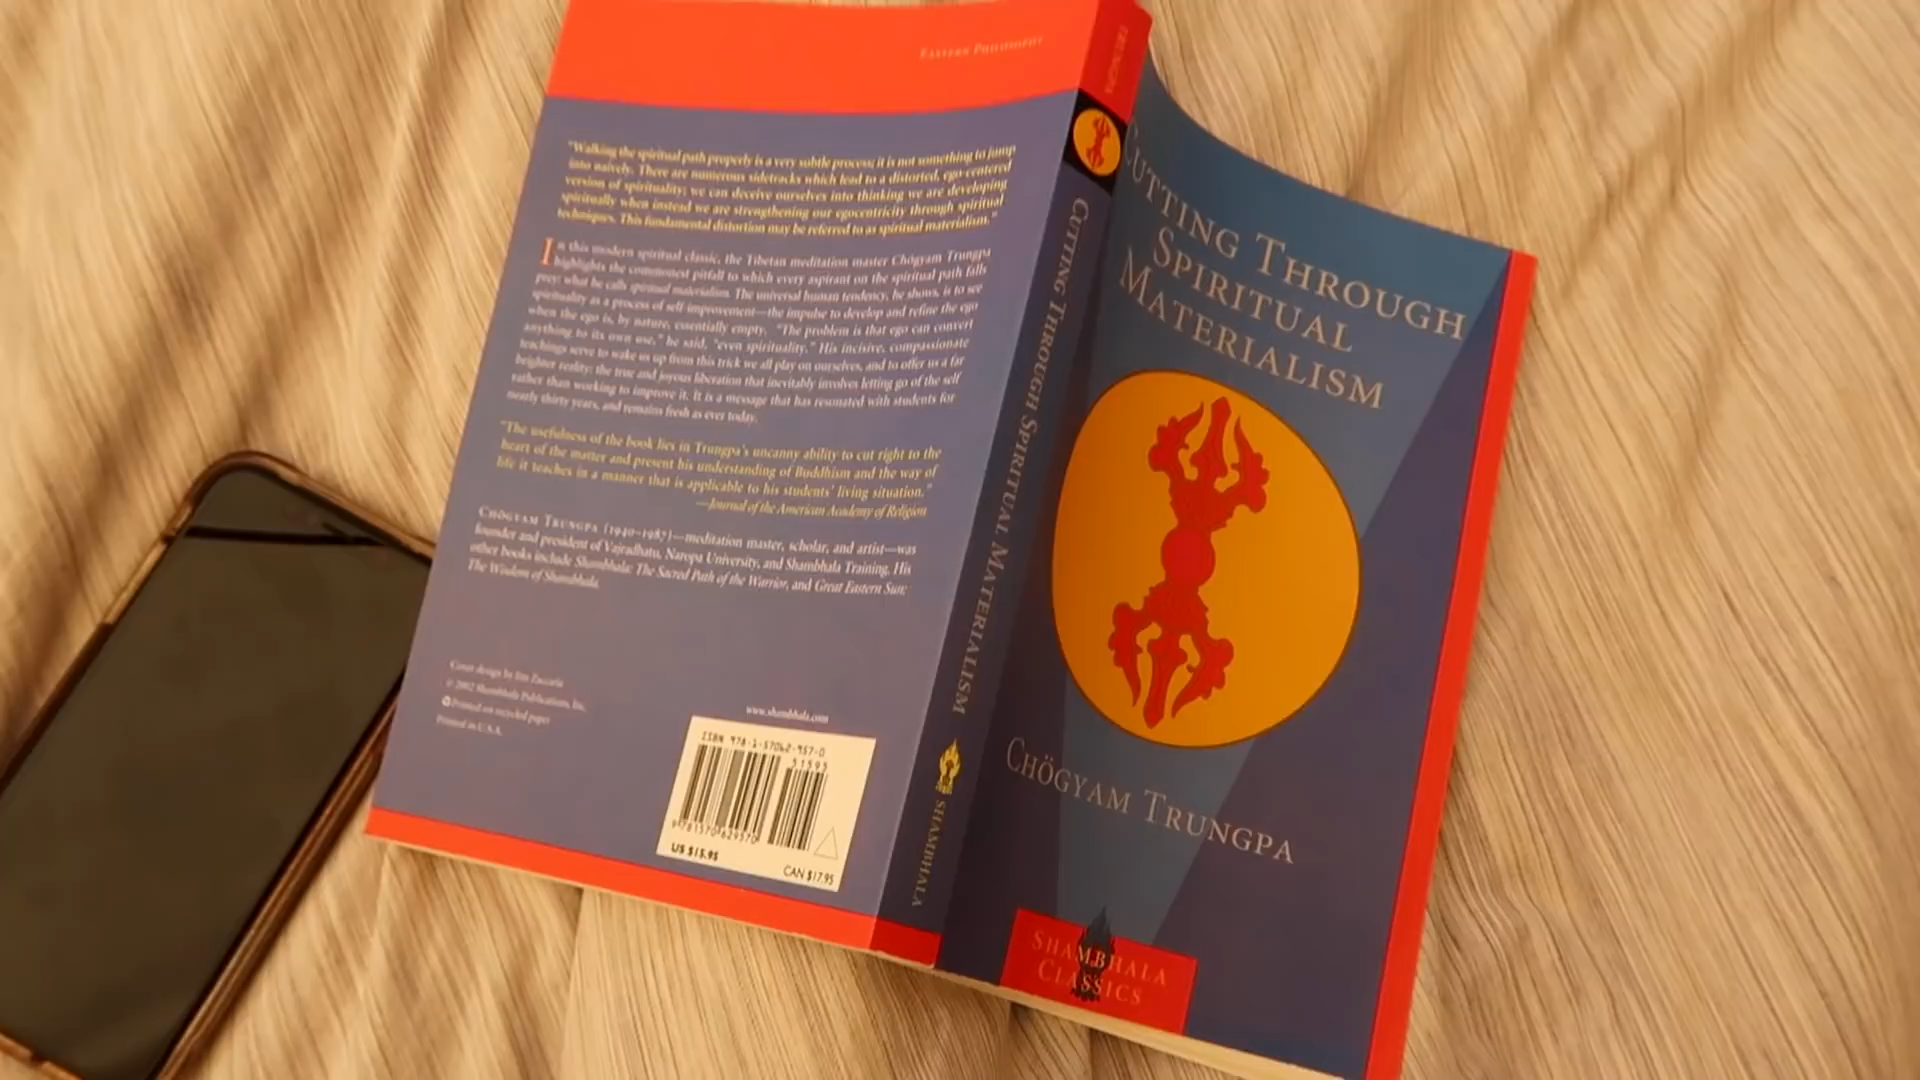 EASTERN PHILOSOPHY
"Walking the spiritual path properly is a very subtle process; it is not something to jump
into naively. There are numerous sidetracks which lead to a distorted, ego-centered
version of spirituality; we can deceive ourselves into thinking we are developing
spiritually when instead we are strengthening our egocentricity through spiritual
techniques. This fundamental distortion may be referred to as spiritual materialism."
In this modern spiritual classic, the Tibetan meditation master Chögyam Trungpa
highlights the commonest pitfall to which every aspirant on the spiritual path falls
prey: what he calls spiritual materialism. The universal human tendency, he shows, is to see
spirituality as a process of self-improvement—the impulse to develop and refine the ego
when the ego is, by nature, essentially empty. "The problem is that ego can convert
anything to its own use," he said, "even spirituality." His incisive, compassionate
teachings serve to wake us up from this trick we all play on ourselves, and to offer us a far
brighter reality: the true and joyous liberation that inevitably involves letting go of the self
rather than working to improve it. It is a message that has resonated with students for
nearly thirty years, and remains fresh as ever today.
"The usefulness of the book lies in Trungpa's uncanny ability to cut right to the
heart of the matter and present his understanding of Buddhism and the way of
life it teaches in a manner that is applicable to his students' living situation."
—Journal of the American Academy of Religion
CHÖGYAM TRUNGPA (1940–1987)—meditation master, scholar, and artist—was
founder and president of Vajradhatu, Naropa University, and Shambhala Training. His
other books include Shambhala: The Sacred Path of the Warrior, and Great Eastern Sun:
The Wisdom of Shambhala.
Cover design by Jim Zaccaria
© 2002 Shambhala Publications, Inc.
Printed on recycled paper
Printed in U.S.A.
www.shambhala.com
ISBN 978-1-57062-957-0
51595
9 781570 629570
US $15.95
CAN $17.95
TRUNGPA
CUTTING THROUGH SPIRITUAL MATERIALISM
SHAMBHALA
CUTTING THROUGH
SPIRITUAL
MATERIALISM
CHÖGYAM TRUNGPA
SHAMBHALA
CLASSICS